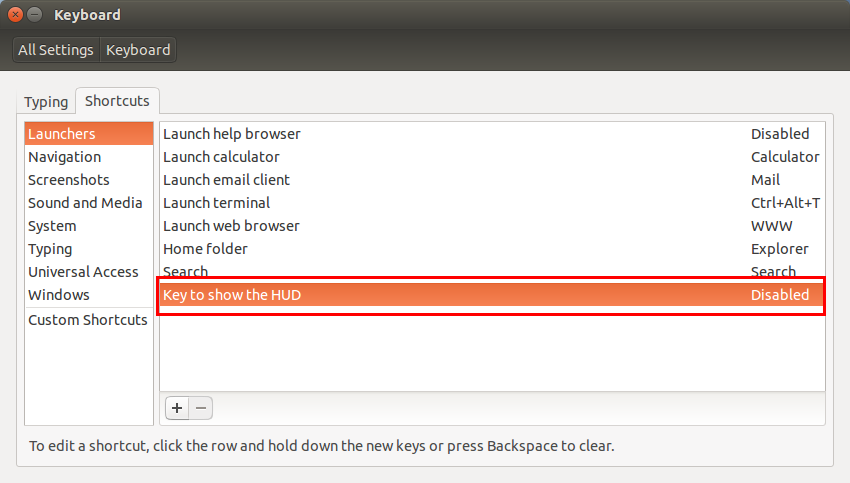 Keyboard
All Settings Keyboard
Typing Shortcuts
Launchers
Navigation
Screenshots
Sound and Media
System
Typing
Universal Access
Windows
Custom Shortcuts
Launch help browser Disabled
Launch calculator Calculator
Launch email client Mail
Launch terminal Ctrl+Alt+T
Launch web browser WWW
Home folder Explorer
Search Search
Key to show the HUD Disabled
To edit a shortcut, click the row and hold down the new keys or press Backspace to clear.